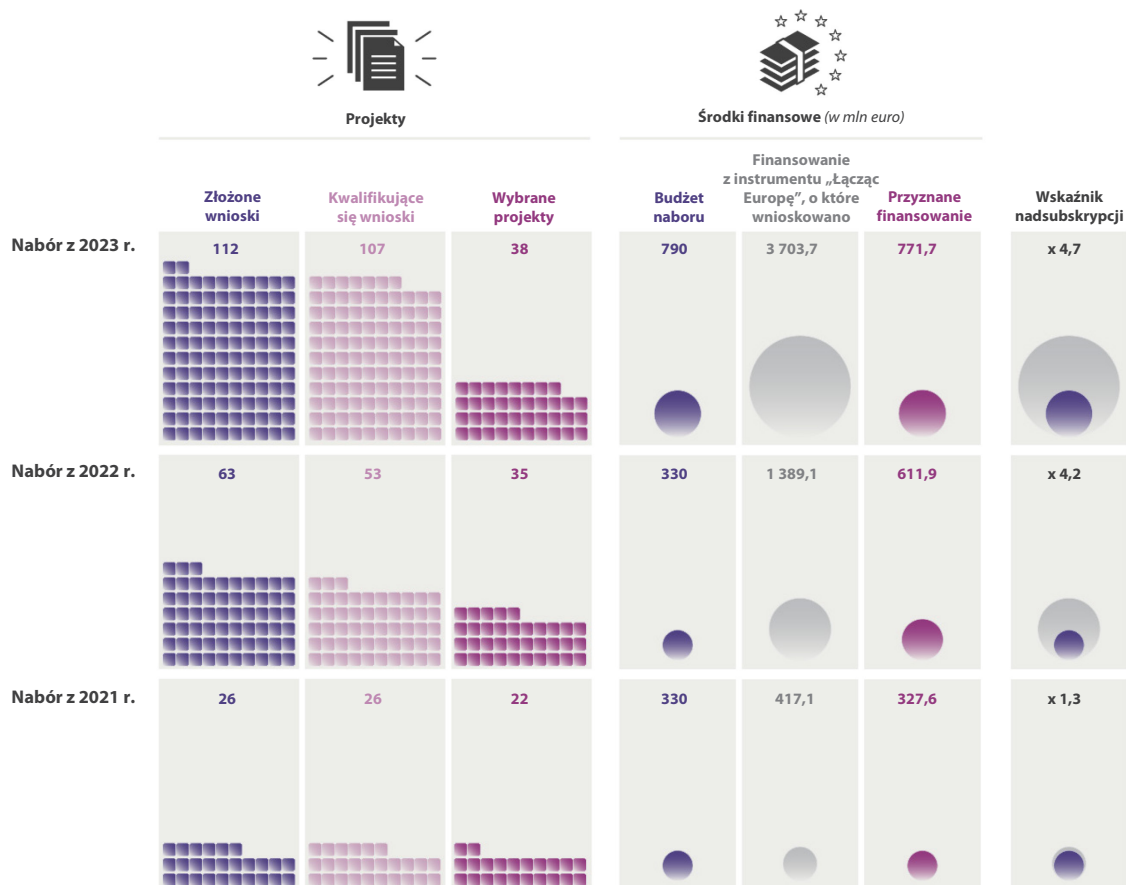 Projekty
Środki finansowe (w mln euro)
Złożone
wnioski
Kwalifikujące
się wnioski
Wybrane
projekty
Budżet
naboru
Finansowanie
z instrumentu „Łącząc
Europę”, o które
wnioskowano
Przyznane
finansowanie
Wskaźnik
nadsubskrypcji
Nabór z 2023 r.
112
107
38
790
3 703,7
771,7
x 4,7
Nabór z 2022 r.
63
53
35
330
1 389,1
611,9
x 4,2
Nabór z 2021 r.
26
26
22
330
417,1
327,6
x 1,3